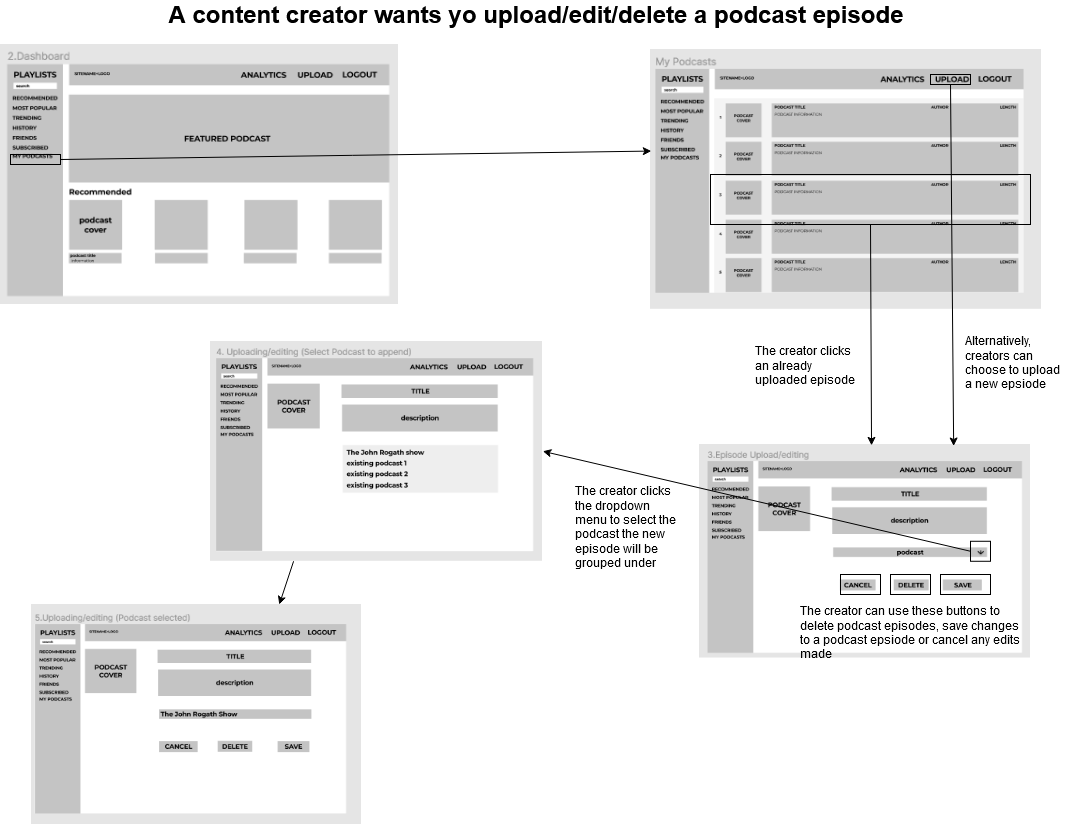 A content creator wants yo upload/edit/delete a podcast episode
2.Dashboard
PLAYLISTS
search
RECOMMENDED
MOST POPULAR
TRENDING
HISTORY
FRIENDS
SUBSCRIBED
MY PODCASTS
SITENAME+LOGO
ANALYTICS UPLOAD LOGOUT
FEATURED PODCAST
Recommended
podcast
cover
podcast title
information
My Podcasts
PLAYLISTS
search
RECOMMENDED
MOST POPULAR
TRENDING
HISTORY
FRIENDS
SUBSCRIBED
MY PODCASTS
SITENAME+LOGO
ANALYTICS UPLOAD LOGOUT
1
PODCAST
COVER
PODCAST TITLE AUTHOR LENGTH
PODCAST INFORMATION
2
PODCAST
COVER
PODCAST TITLE AUTHOR LENGTH
PODCAST INFORMATION
3
PODCAST
COVER
PODCAST TITLE AUTHOR LENGTH
PODCAST INFORMATION
4
PODCAST
COVER
PODCAST TITLE AUTHOR LENGTH
PODCAST INFORMATION
5
PODCAST
COVER
PODCAST TITLE AUTHOR LENGTH
PODCAST INFORMATION
The creator clicks
an already
uploaded episode
Alternatively,
creators can
choose to upload
a new epsiode
4. Uploading/editing (Select Podcast to append)
PLAYLISTS
search
RECOMMENDED
MOST POPULAR
TRENDING
HISTORY
FRIENDS
SUBSCRIBED
MY PODCASTS
SITENAME+LOGO
ANALYTICS UPLOAD LOGOUT
PODCAST
COVER
TITLE
description
The John Rogath show
existing podcast 1
existing podcast 2
existing podcast 3
The creator clicks
the dropdown
menu to select the
podcast the new
episode will be
grouped under
3.Episode Upload/editing
PLAYLISTS
search
RECOMMENDED
MOST POPULAR
TRENDING
HISTORY
FRIENDS
SUBSCRIBED
MY PODCASTS
SITENAME+LOGO
ANALYTICS UPLOAD LOGOUT
PODCAST
COVER
TITLE
description
podcast
CANCEL DELETE SAVE
The creator can use these buttons to
delete podcast episodes, save changes
to a podcast epsiode or cancel any edits
made
5.Uploading/editing (Podcast selected)
PLAYLISTS
search
RECOMMENDED
MOST POPULAR
TRENDING
HISTORY
FRIENDS
SUBSCRIBED
MY PODCASTS
SITENAME+LOGO
ANALYTICS UPLOAD LOGOUT
PODCAST
COVER
TITLE
description
The John Rogath Show
CANCEL DELETE SAVE